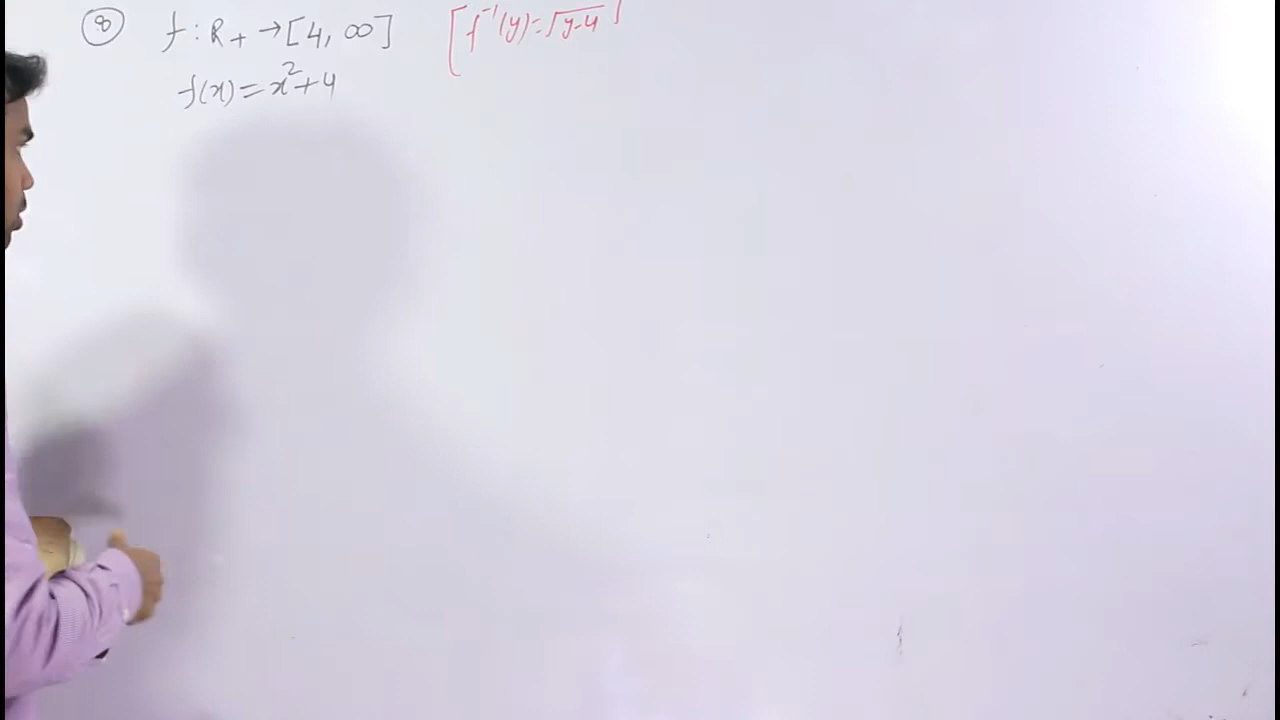 ⑧ f : R₊ → [4, ∞] [f⁻¹(y) = √y-4]
f(x) = x² + 4